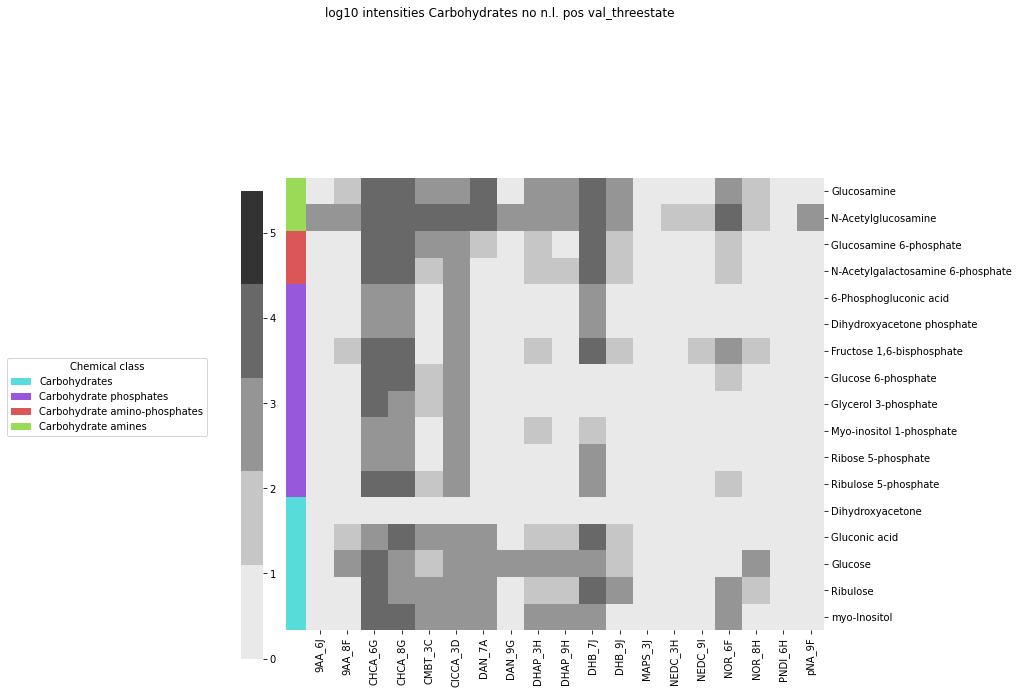 log10 intensities Carbohydrates no n.l. pos val_threestate
Glucosamine
N-Acetylglucosamine
Glucosamine 6-phosphate
N-Acetylgalactosamine 6-phosphate
6-Phosphogluconic acid
Dihydroxyacetone phosphate
Fructose 1,6-bisphosphate
Glucose 6-phosphate
Glycerol 3-phosphate
Myo-inositol 1-phosphate
Ribose 5-phosphate
Ribulose 5-phosphate
Dihydroxyacetone
Gluconic acid
Glucose
Ribulose
myo-Inositol
5
4
3
2
1
0
Chemical class
Carbohydrates
Carbohydrate phosphates
Carbohydrate amino-phosphates
Carbohydrate amines
9AA_6J
9AA_8F
CHCA_6G
CHCA_8G
CMBT_3C
ClCCA_3D
DAN_7A
DAN_9G
DHAP_3H
DHAP_9H
DHB_7J
DHB_9J
MAPS_3J
NEDC_3H
NEDC_9I
NOR_6F
NOR_8H
PNDI_6H
pNA_9F